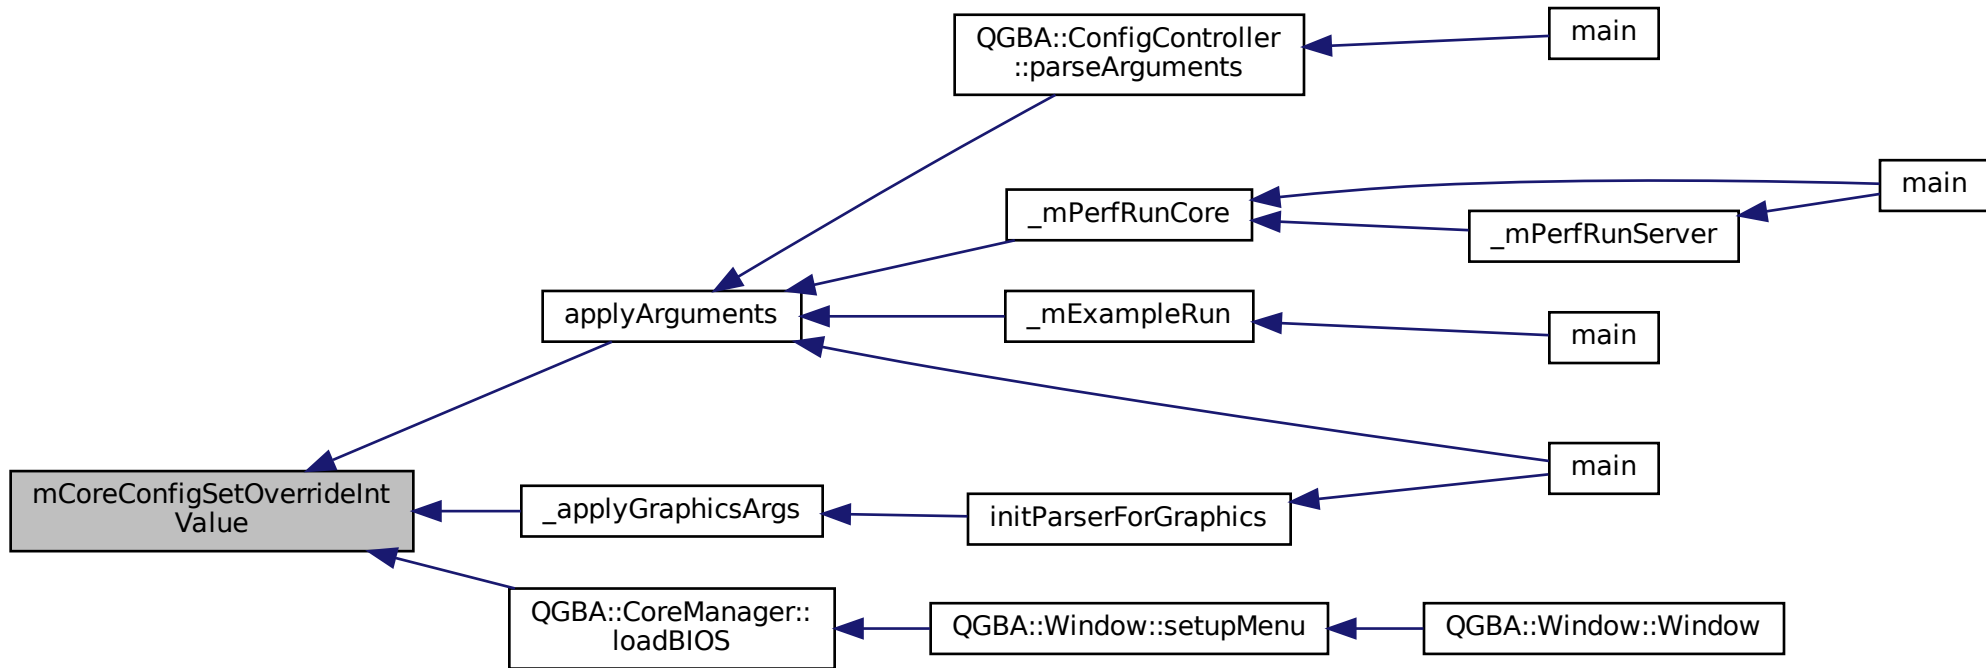 QGBA::ConfigController
::parseArguments
main
_mPerfRunCore
main
_mPerfRunServer
applyArguments
_mExampleRun
main
main
mCoreConfigSetOverrideInt
Value
_applyGraphicsArgs
initParserForGraphics
QGBA::CoreManager::
loadBIOS
QGBA::Window::setupMenu
QGBA::Window::Window